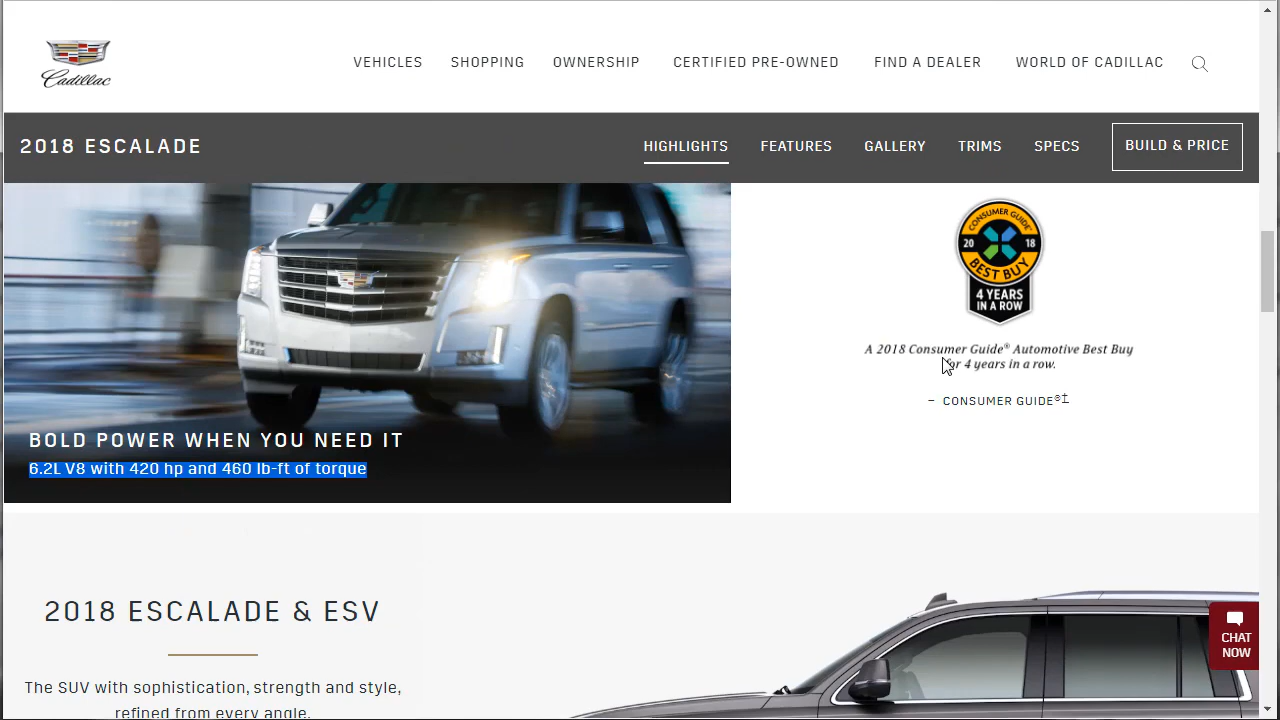 Cadillac
VEHICLES SHOPPING OWNERSHIP CERTIFIED PRE-OWNED FIND A DEALER WORLD OF CADILLAC
2018 ESCALADE
HIGHLIGHTS FEATURES GALLERY TRIMS SPECS BUILD & PRICE
BOLD POWER WHEN YOU NEED IT
6.2L V8 with 420 hp and 460 lb-ft of torque
CONSUMER GUIDE®
20 18
BEST BUY
4 YEARS
IN A ROW
A 2018 Consumer Guide® Automotive Best Buy
for 4 years in a row.
– CONSUMER GUIDE®‡
2018 ESCALADE & ESV
The SUV with sophistication, strength and style,
refined from every angle.
CHAT
NOW